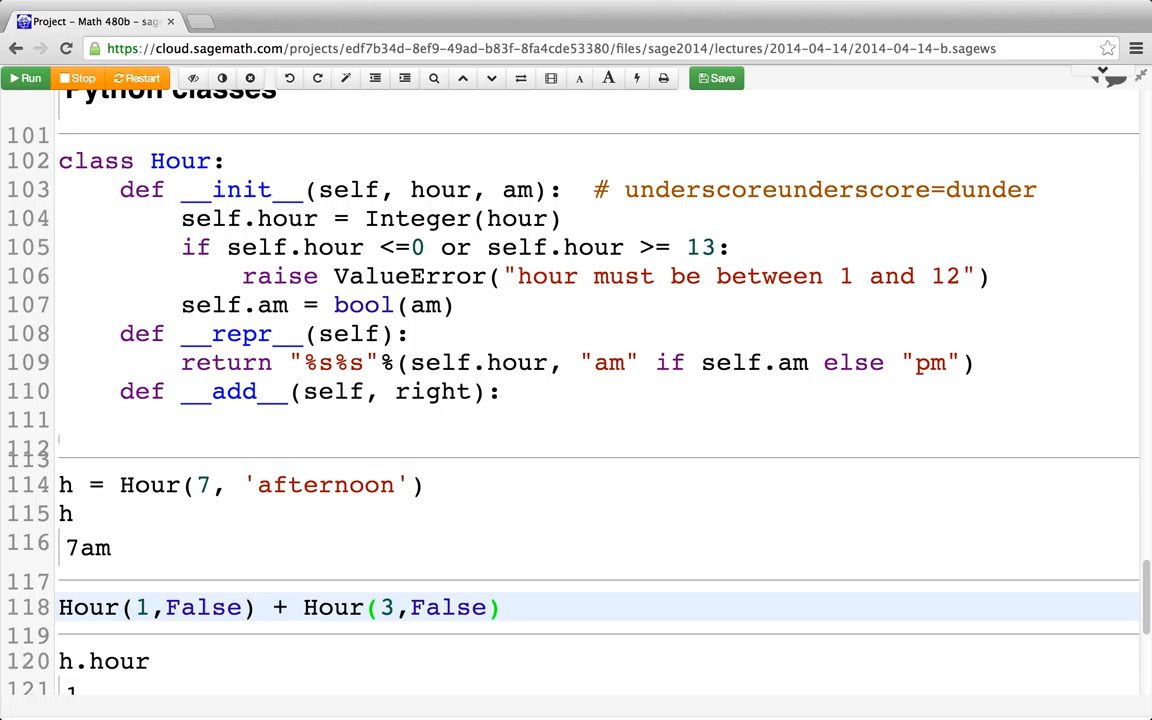 Project – Math 480b – sag
https://cloud.sagemath.com/projects/edf7b34d-8ef9-49ad-b83f-8fa4cde53380/files/sage2014/lectures/2014-04-14/2014-04-14-b.sagews
Run Stop Restart A A Save
Python classes
101
102 class Hour:
103     def __init__(self, hour, am):  # underscoreunderscore=dunder
104         self.hour = Integer(hour)
105         if self.hour <=0 or self.hour >= 13:
106             raise ValueError("hour must be between 1 and 12")
107         self.am = bool(am)
108     def __repr__(self):
109         return "%s%s"%(self.hour, "am" if self.am else "pm")
110     def __add__(self, right):
111
112
113
114 h = Hour(7, 'afternoon')
115 h
116 7am
117
118 Hour(1,False) + Hour(3,False)
119
120 h.hour
121 1